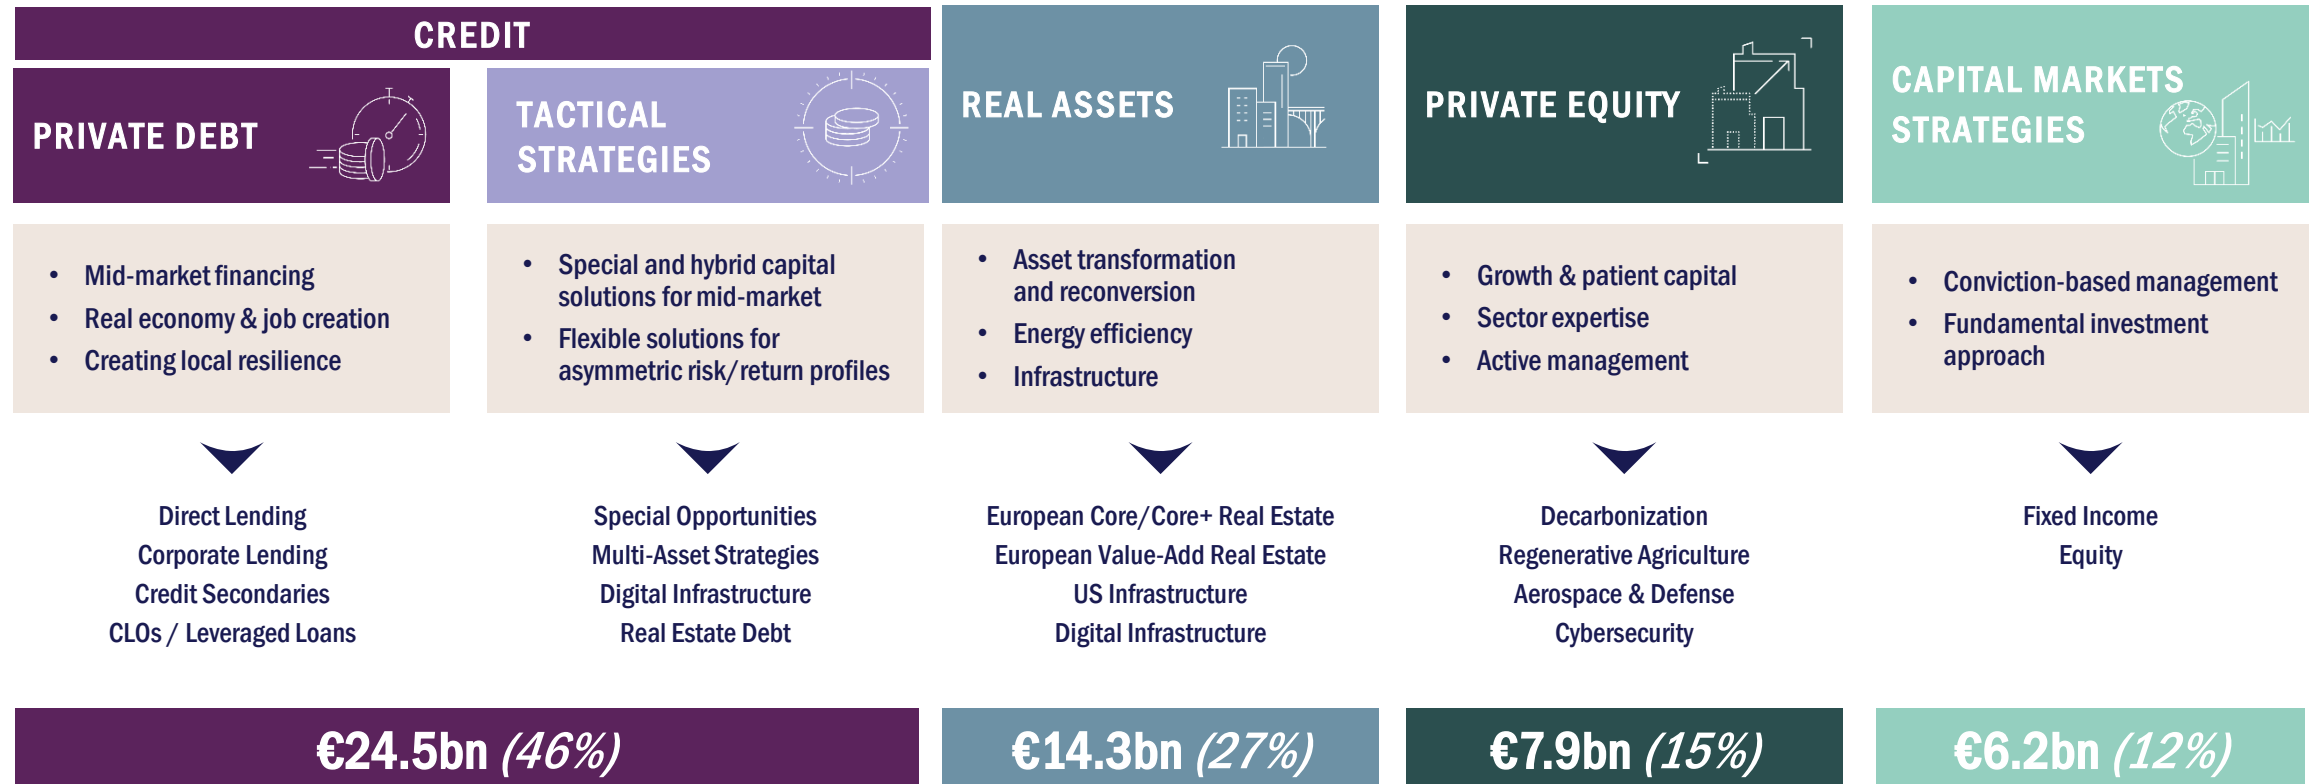 CREDIT
PRIVATE DEBT
TACTICAL
STRATEGIES
REAL ASSETS
PRIVATE EQUITY
CAPITAL MARKETS
STRATEGIES
• Mid-market financing
• Real economy & job creation
• Creating local resilience
• Special and hybrid capital
solutions for mid-market
• Flexible solutions for
asymmetric risk/return profiles
• Asset transformation
and reconversion
• Energy efficiency
• Infrastructure
• Growth & patient capital
• Sector expertise
• Active management
• Conviction-based management
• Fundamental investment
approach
Direct Lending
Corporate Lending
Credit Secondaries
CLOs / Leveraged Loans
Special Opportunities
Multi-Asset Strategies
Digital Infrastructure
Real Estate Debt
European Core/Core+ Real Estate
European Value-Add Real Estate
US Infrastructure
Digital Infrastructure
Decarbonization
Regenerative Agriculture
Aerospace & Defense
Cybersecurity
Fixed Income
Equity
€24.5bn (46%)
€14.3bn (27%)
€7.9bn (15%)
€6.2bn (12%)